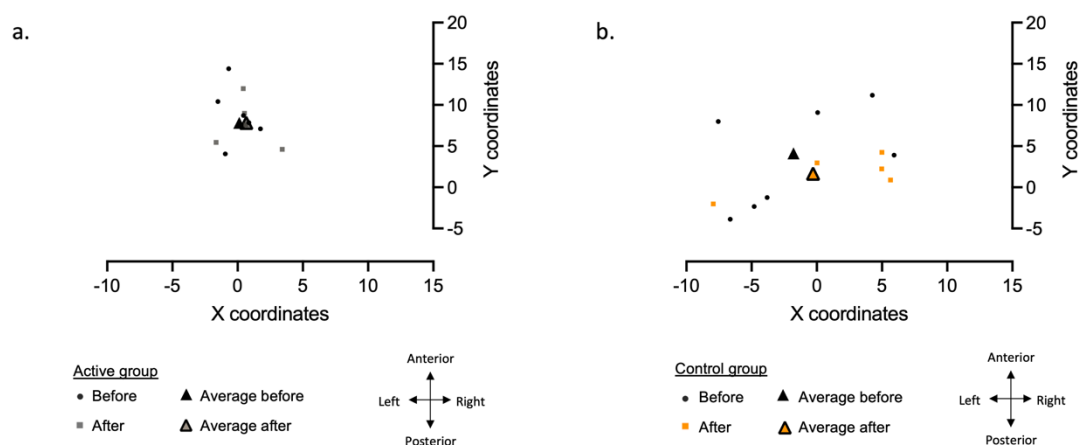 a.
20
15
10
5
0
-5
Y coordinates
-10 -5 0 5 10 15
X coordinates
Active group
Before Average before
After Average after
Anterior
Left Right
Posterior
b.
20
15
10
5
0
-5
Y coordinates
-10 -5 0 5 10 15
X coordinates
Control group
Before Average before
After Average after
Anterior
Left Right
Posterior